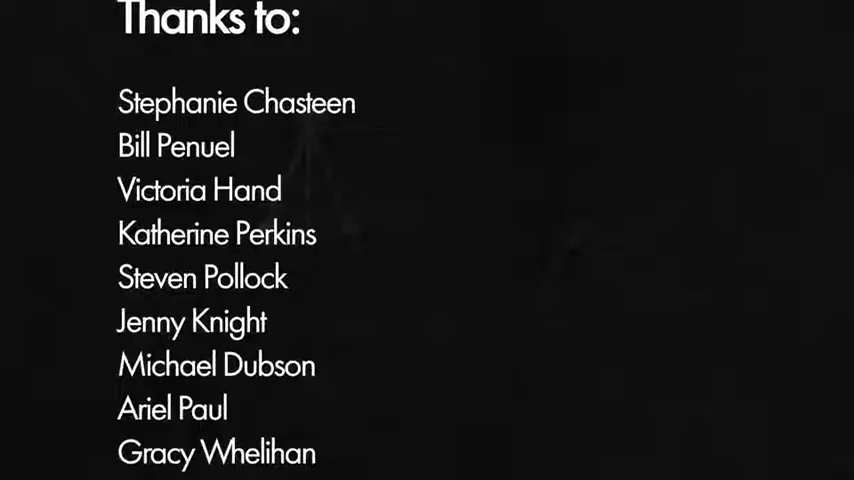 Thanks to:
Stephanie Chasteen
Bill Penuel
Victoria Hand
Katherine Perkins
Steven Pollock
Jenny Knight
Michael Dubson
Ariel Paul
Gracy Whelihan